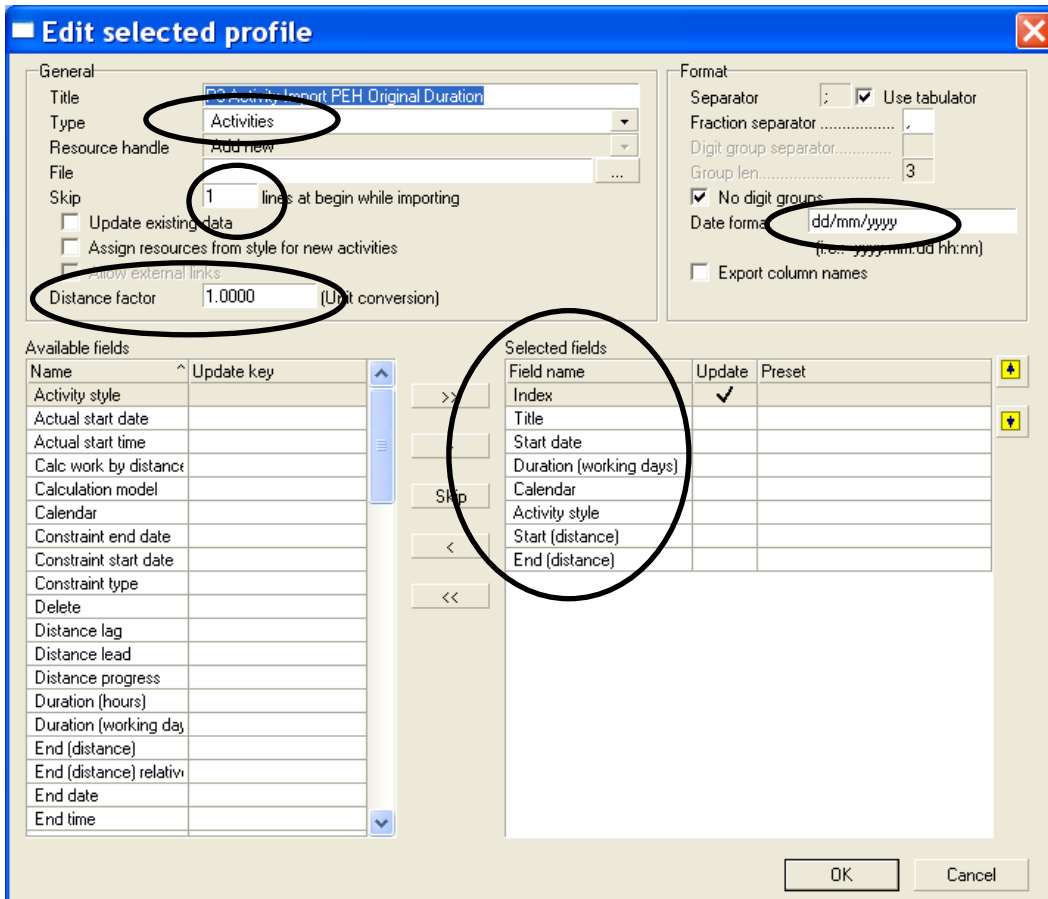 Edit selected profile
General
Title P3 Activity Import PEH Original Duration
Type Activities
Resource handle Add new
File ...
Skip 1 lines at begin while importing
Update existing data
Assign resources from style for new activities
Allow external links
Distance factor 1.0000 (Unit conversion)
Format
Separator ; Use tabulator
Fraction separator ................. ,
Digit group separator.............
Group len...................... 3
No digit groups
Date format dd/mm/yyyy
(i.e.: yyyy.mm.dd hh:nn)
Export column names
Available fields
Name ^ Update key
Activity style
Actual start date
Actual start time
Calc work by distance
Calculation model
Calendar
Constraint end date
Constraint start date
Constraint type
Delete
Distance lag
Distance lead
Distance progress
Duration (hours)
Duration (working day
End (distance)
End (distance) relativ
End date
End time
>>
Skip
<
<<
Selected fields
Field name Update Preset
Index ✓
Title
Start date
Duration (working days)
Calendar
Activity style
Start (distance)
End (distance)
OK Cancel